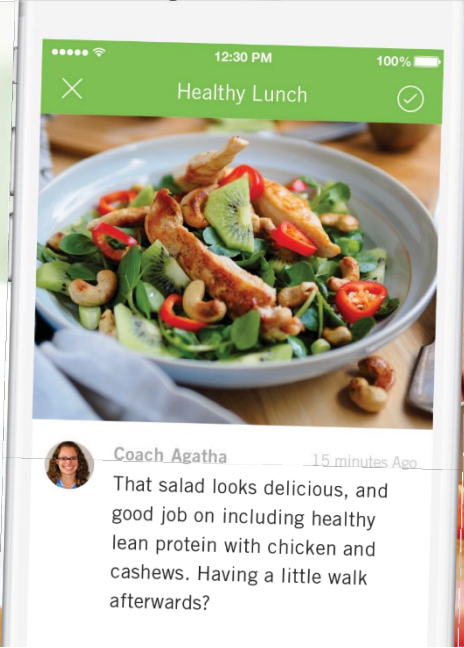 12:30 PM
100%
Healthy Lunch
Coach Agatha
15 minutes Ago
That salad looks delicious, and
good job on including healthy
lean protein with chicken and
cashews. Having a little walk
afterwards?